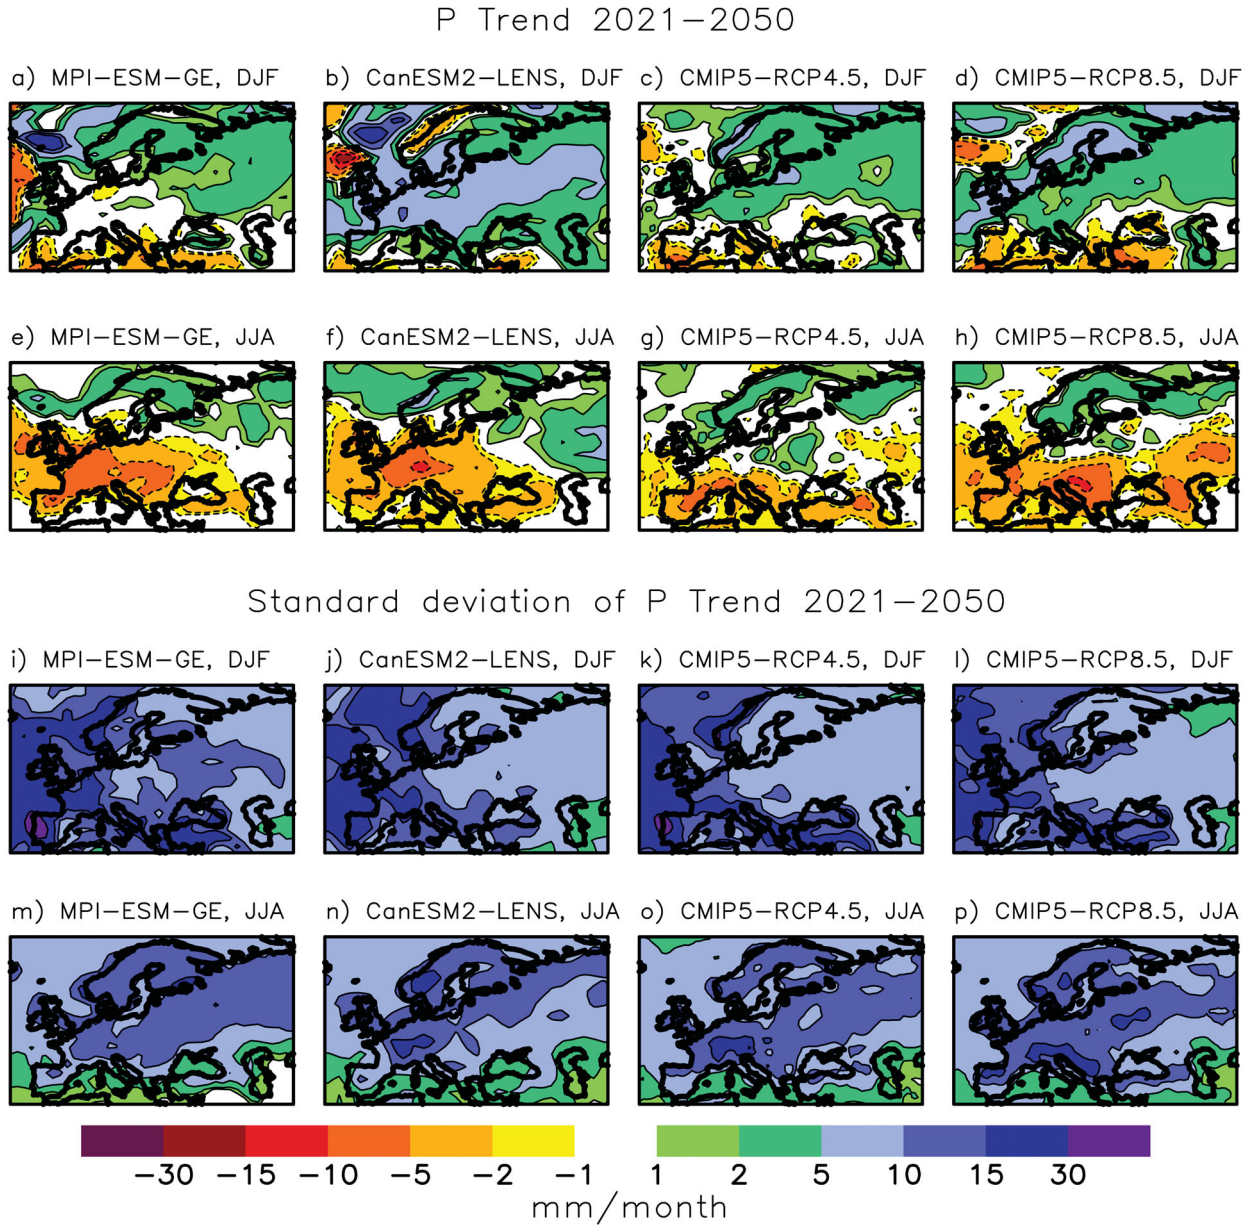 P Trend 2021−2050
a) MPI−ESM−GE, DJF
b) CanESM2−LENS, DJF
c) CMIP5−RCP4.5, DJF
d) CMIP5−RCP8.5, DJF
e) MPI−ESM−GE, JJA
f) CanESM2−LENS, JJA
g) CMIP5−RCP4.5, JJA
h) CMIP5−RCP8.5, JJA
Standard deviation of P Trend 2021−2050
i) MPI−ESM−GE, DJF
j) CanESM2−LENS, DJF
k) CMIP5−RCP4.5, DJF
l) CMIP5−RCP8.5, DJF
m) MPI−ESM−GE, JJA
n) CanESM2−LENS, JJA
o) CMIP5−RCP4.5, JJA
p) CMIP5−RCP8.5, JJA
−30 −15 −10 −5 −2 −1 1 2 5 10 15 30
mm/month